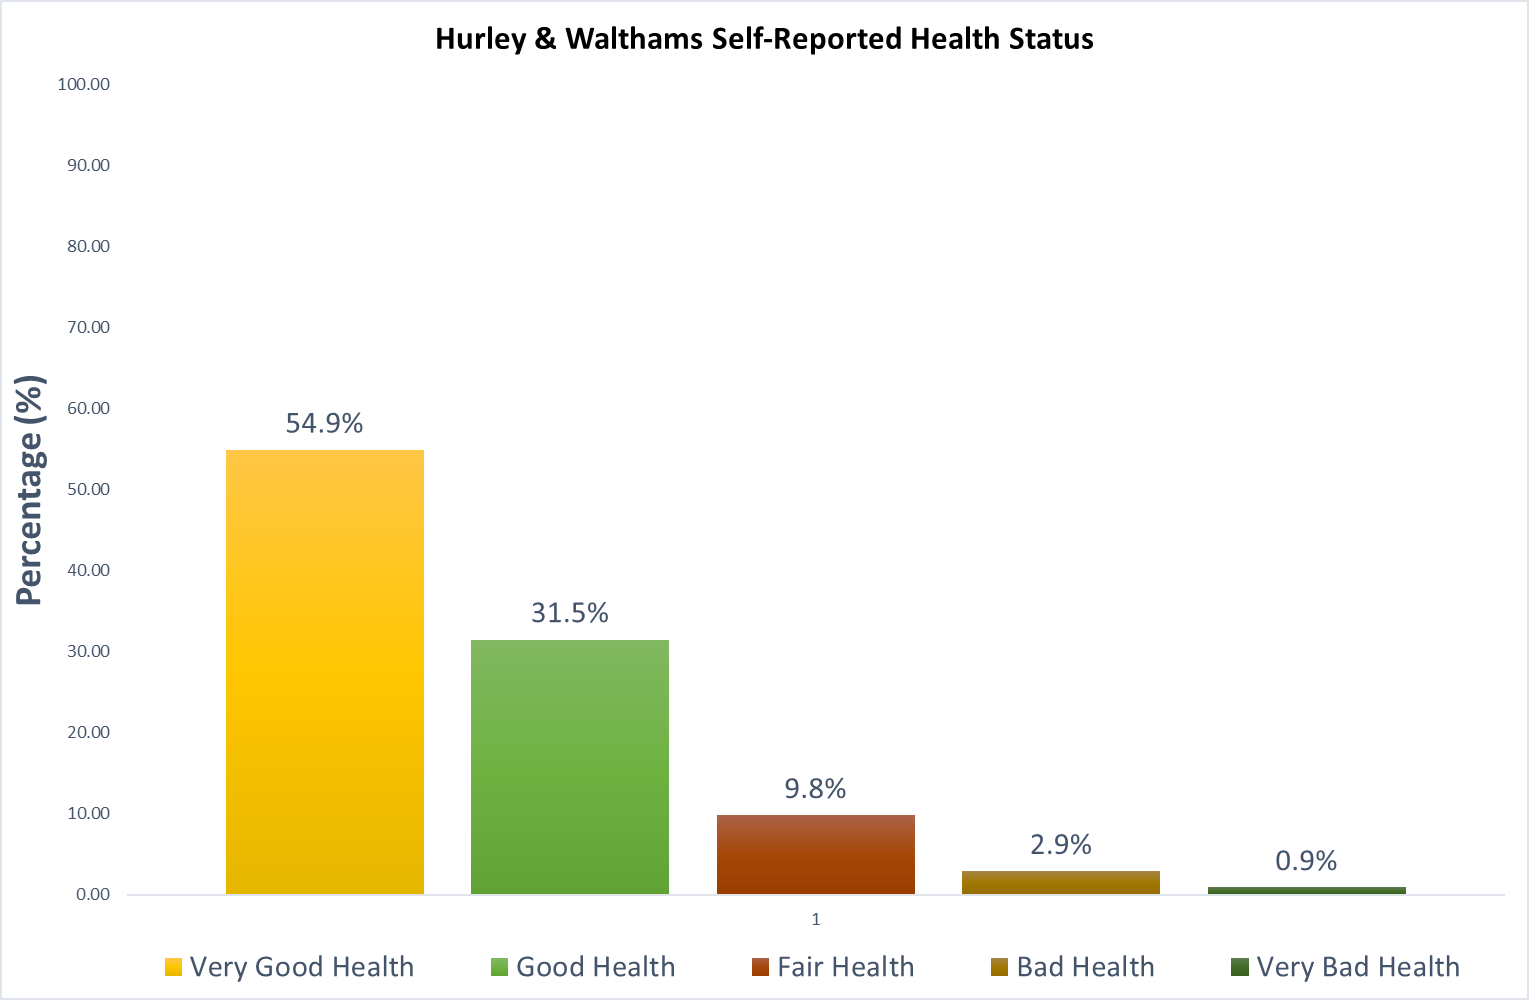 Hurley & Walthams Self-Reported Health Status
100.00
90.00
80.00
70.00
60.00
50.00
40.00
30.00
20.00
10.00
0.00
Percentage (%)
54.9%
31.5%
9.8%
2.9%
0.9%
1
Very Good Health
Good Health
Fair Health
Bad Health
Very Bad Health